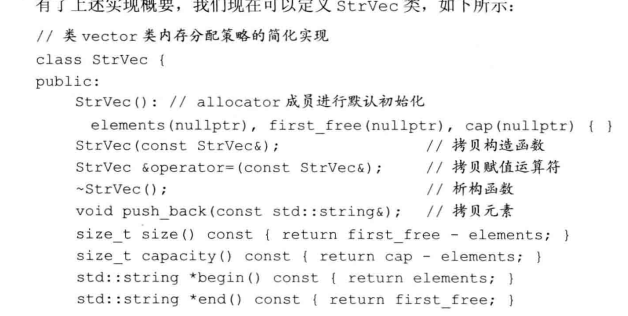 有了上述实现概要，我们现在可以定义 StrVec 类，如下所示：
// 类 vector 类内存分配策略的简化实现
class StrVec {
public:
    StrVec(): // allocator 成员进行默认初始化
      elements(nullptr), first_free(nullptr), cap(nullptr) { }
    StrVec(const StrVec&);              // 拷贝构造函数
    StrVec &operator=(const StrVec&);   // 拷贝赋值运算符
    ~StrVec();                          // 析构函数
    void push_back(const std::string&); // 拷贝元素
    size_t size() const { return first_free - elements; }
    size_t capacity() const { return cap - elements; }
    std::string *begin() const { return elements; }
    std::string *end() const { return first_free; }